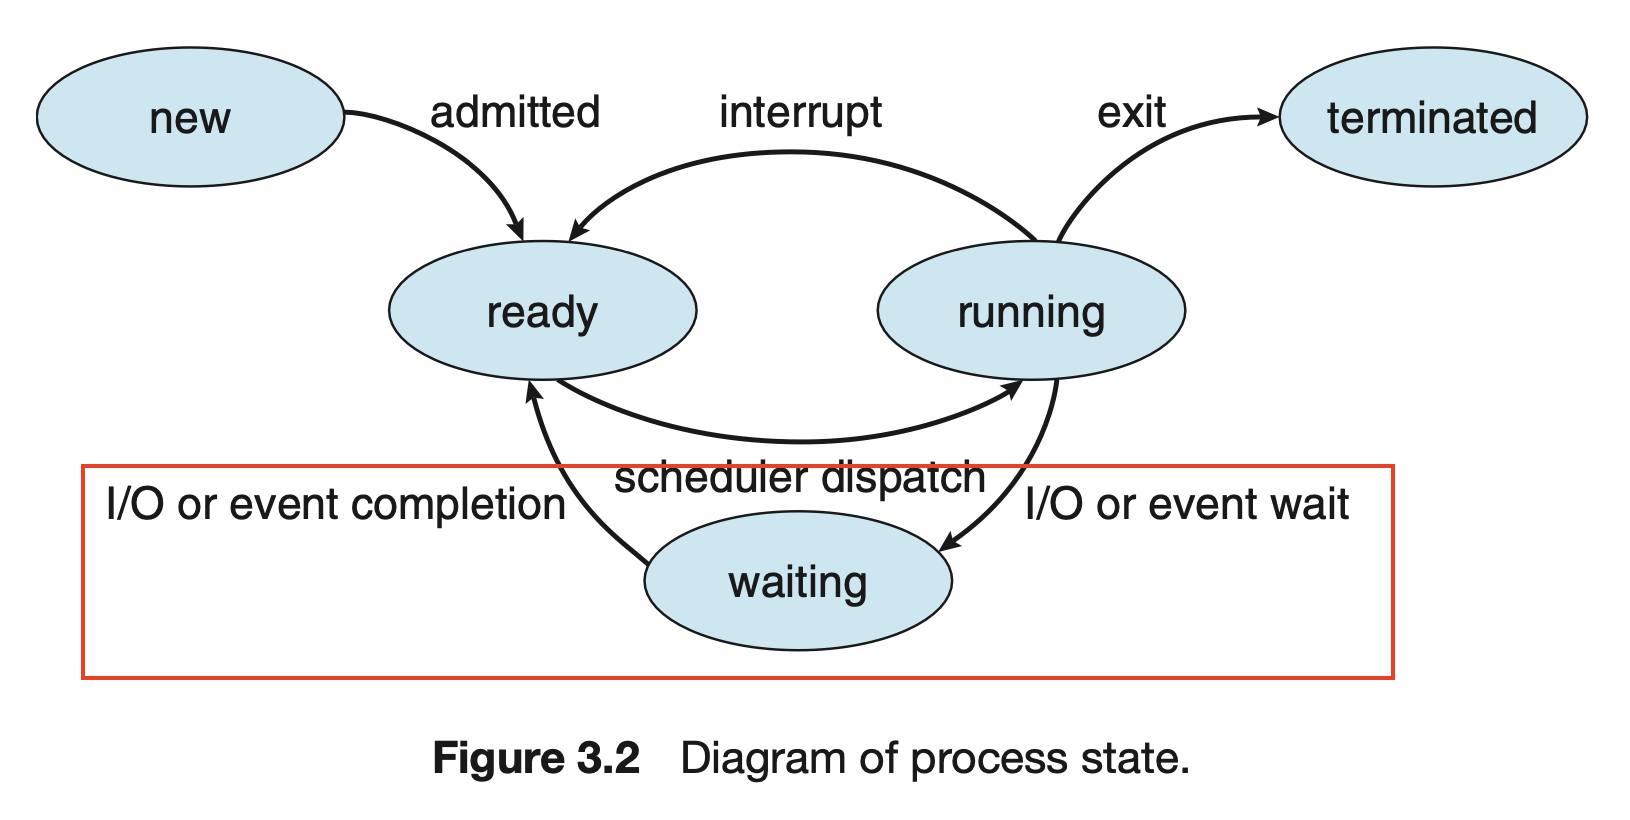 new
admitted
interrupt
exit
terminated
ready
running
scheduler dispatch
I/O or event completion
I/O or event wait
waiting
Figure 3.2 Diagram of process state.